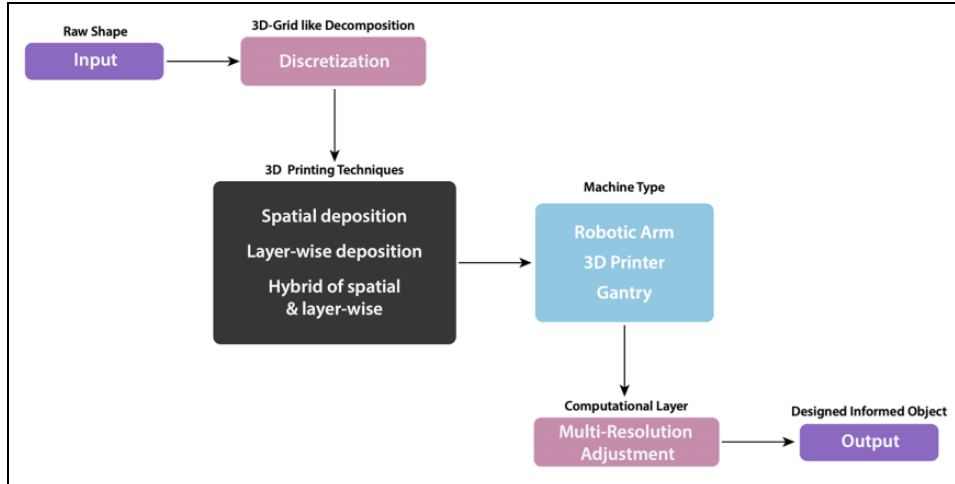 Raw Shape
Input
3D-Grid like Decomposition
Discretization
3D Printing Techniques
Spatial deposition
Layer-wise deposition
Hybrid of spatial
& layer-wise
Machine Type
Robotic Arm
3D Printer
Gantry
Computational Layer
Multi-Resolution
Adjustment
Designed Informed Object
Output